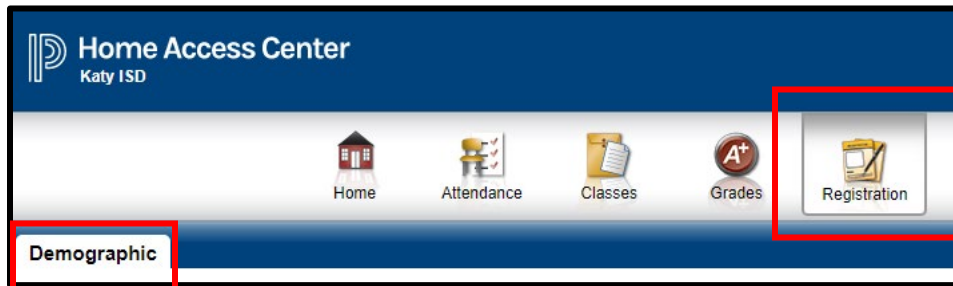 Home Access Center
Katy ISD
A+
Home Attendance Classes Grades Registration
Demographic